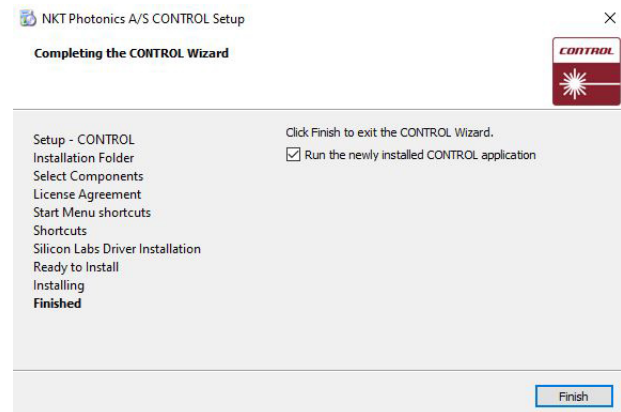 NKT Photonics A/S CONTROL Setup
Completing the CONTROL Wizard
CONTROL
Setup - CONTROL
Installation Folder
Select Components
License Agreement
Start Menu shortcuts
Shortcuts
Silicon Labs Driver Installation
Ready to Install
Installing
Finished
Click Finish to exit the CONTROL Wizard.
Run the newly installed CONTROL application
Finish